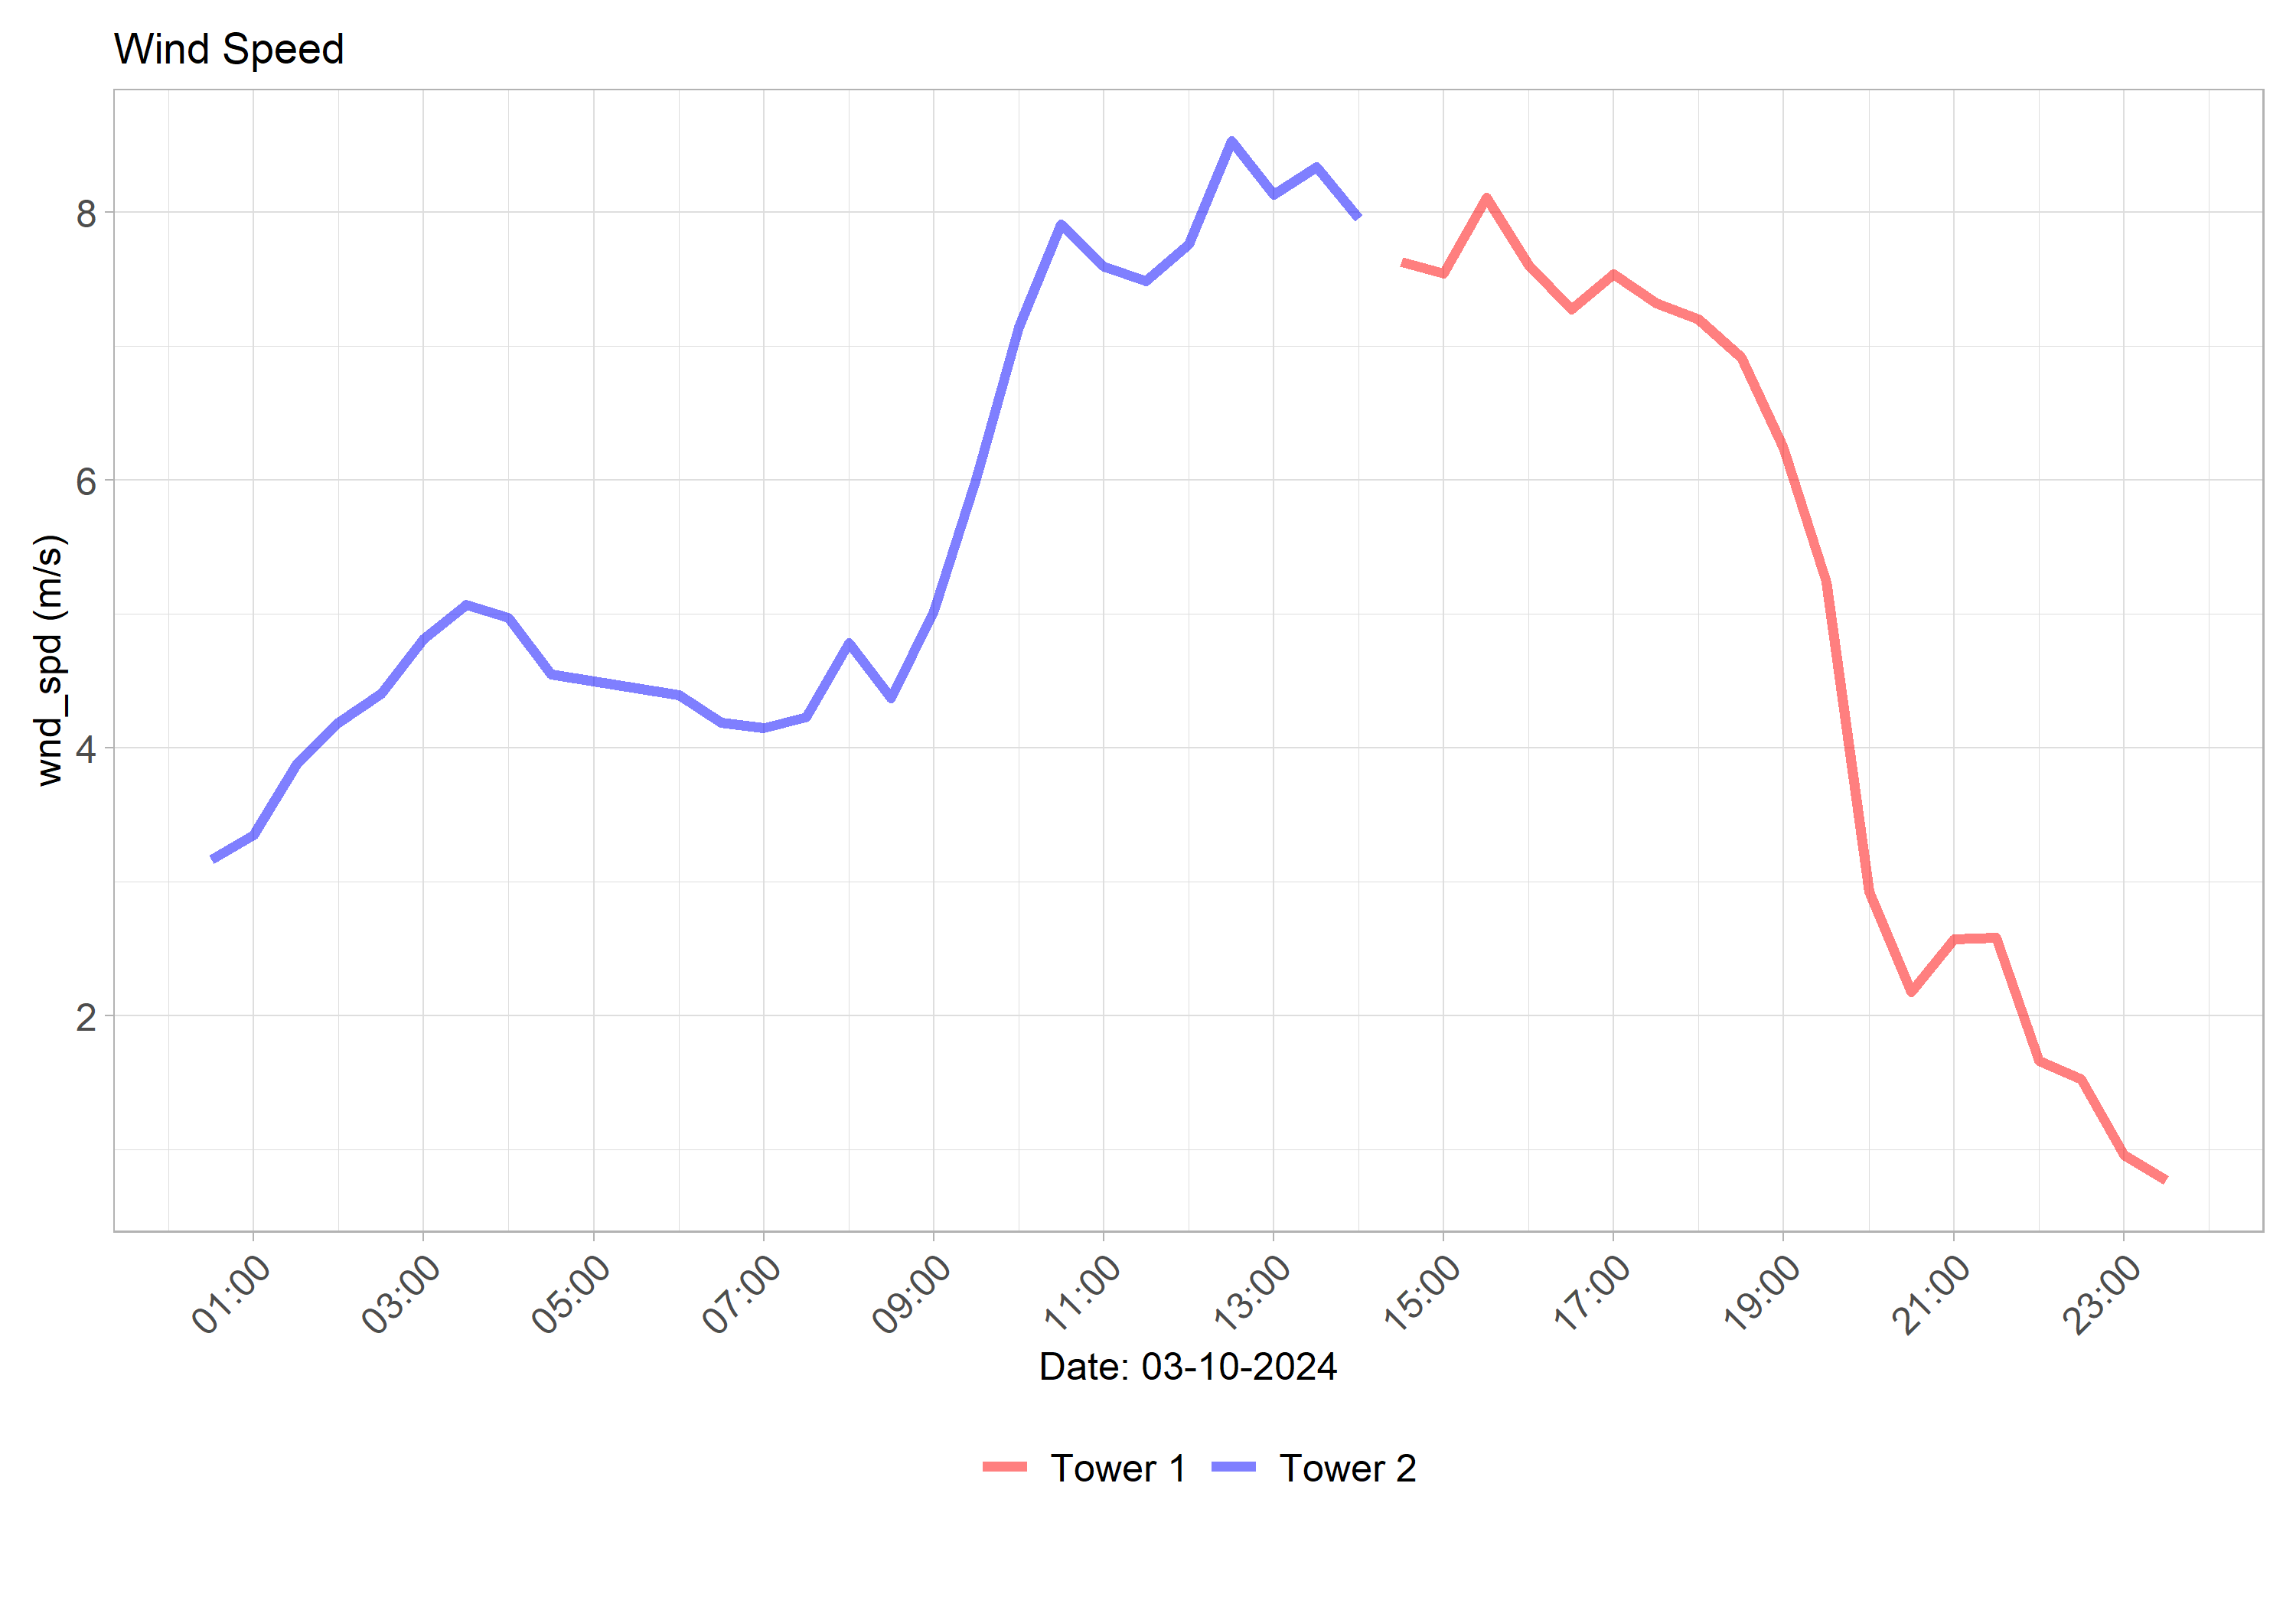 Wind Speed
wnd_spd (m/s)
8
6
4
2
01:00 03:00 05:00 07:00 09:00 11:00 13:00 15:00 17:00 19:00 21:00 23:00
Date: 03-10-2024
Tower 1 Tower 2